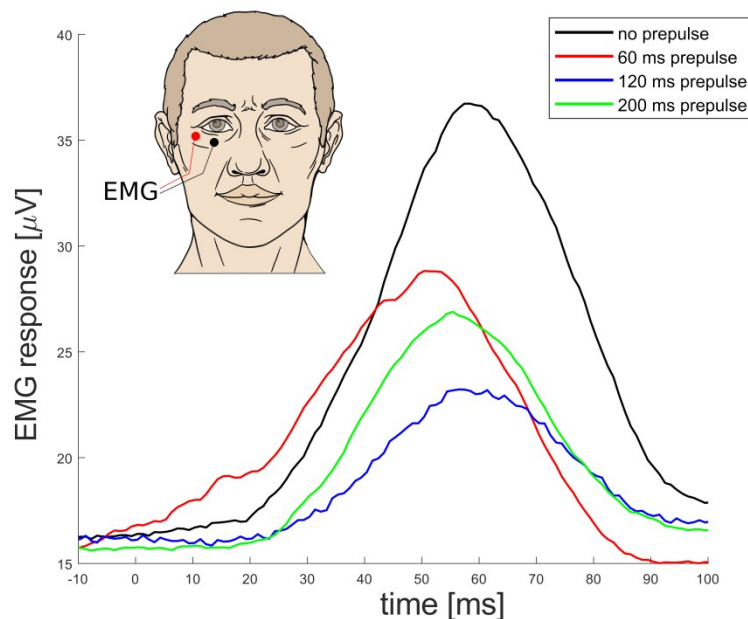 no prepulse
60 ms prepulse
120 ms prepulse
200 ms prepulse
EMG
EMG response [μV]
40
35
30
25
20
15
-10 0 10 20 30 40 50 60 70 80 90 100
time [ms]